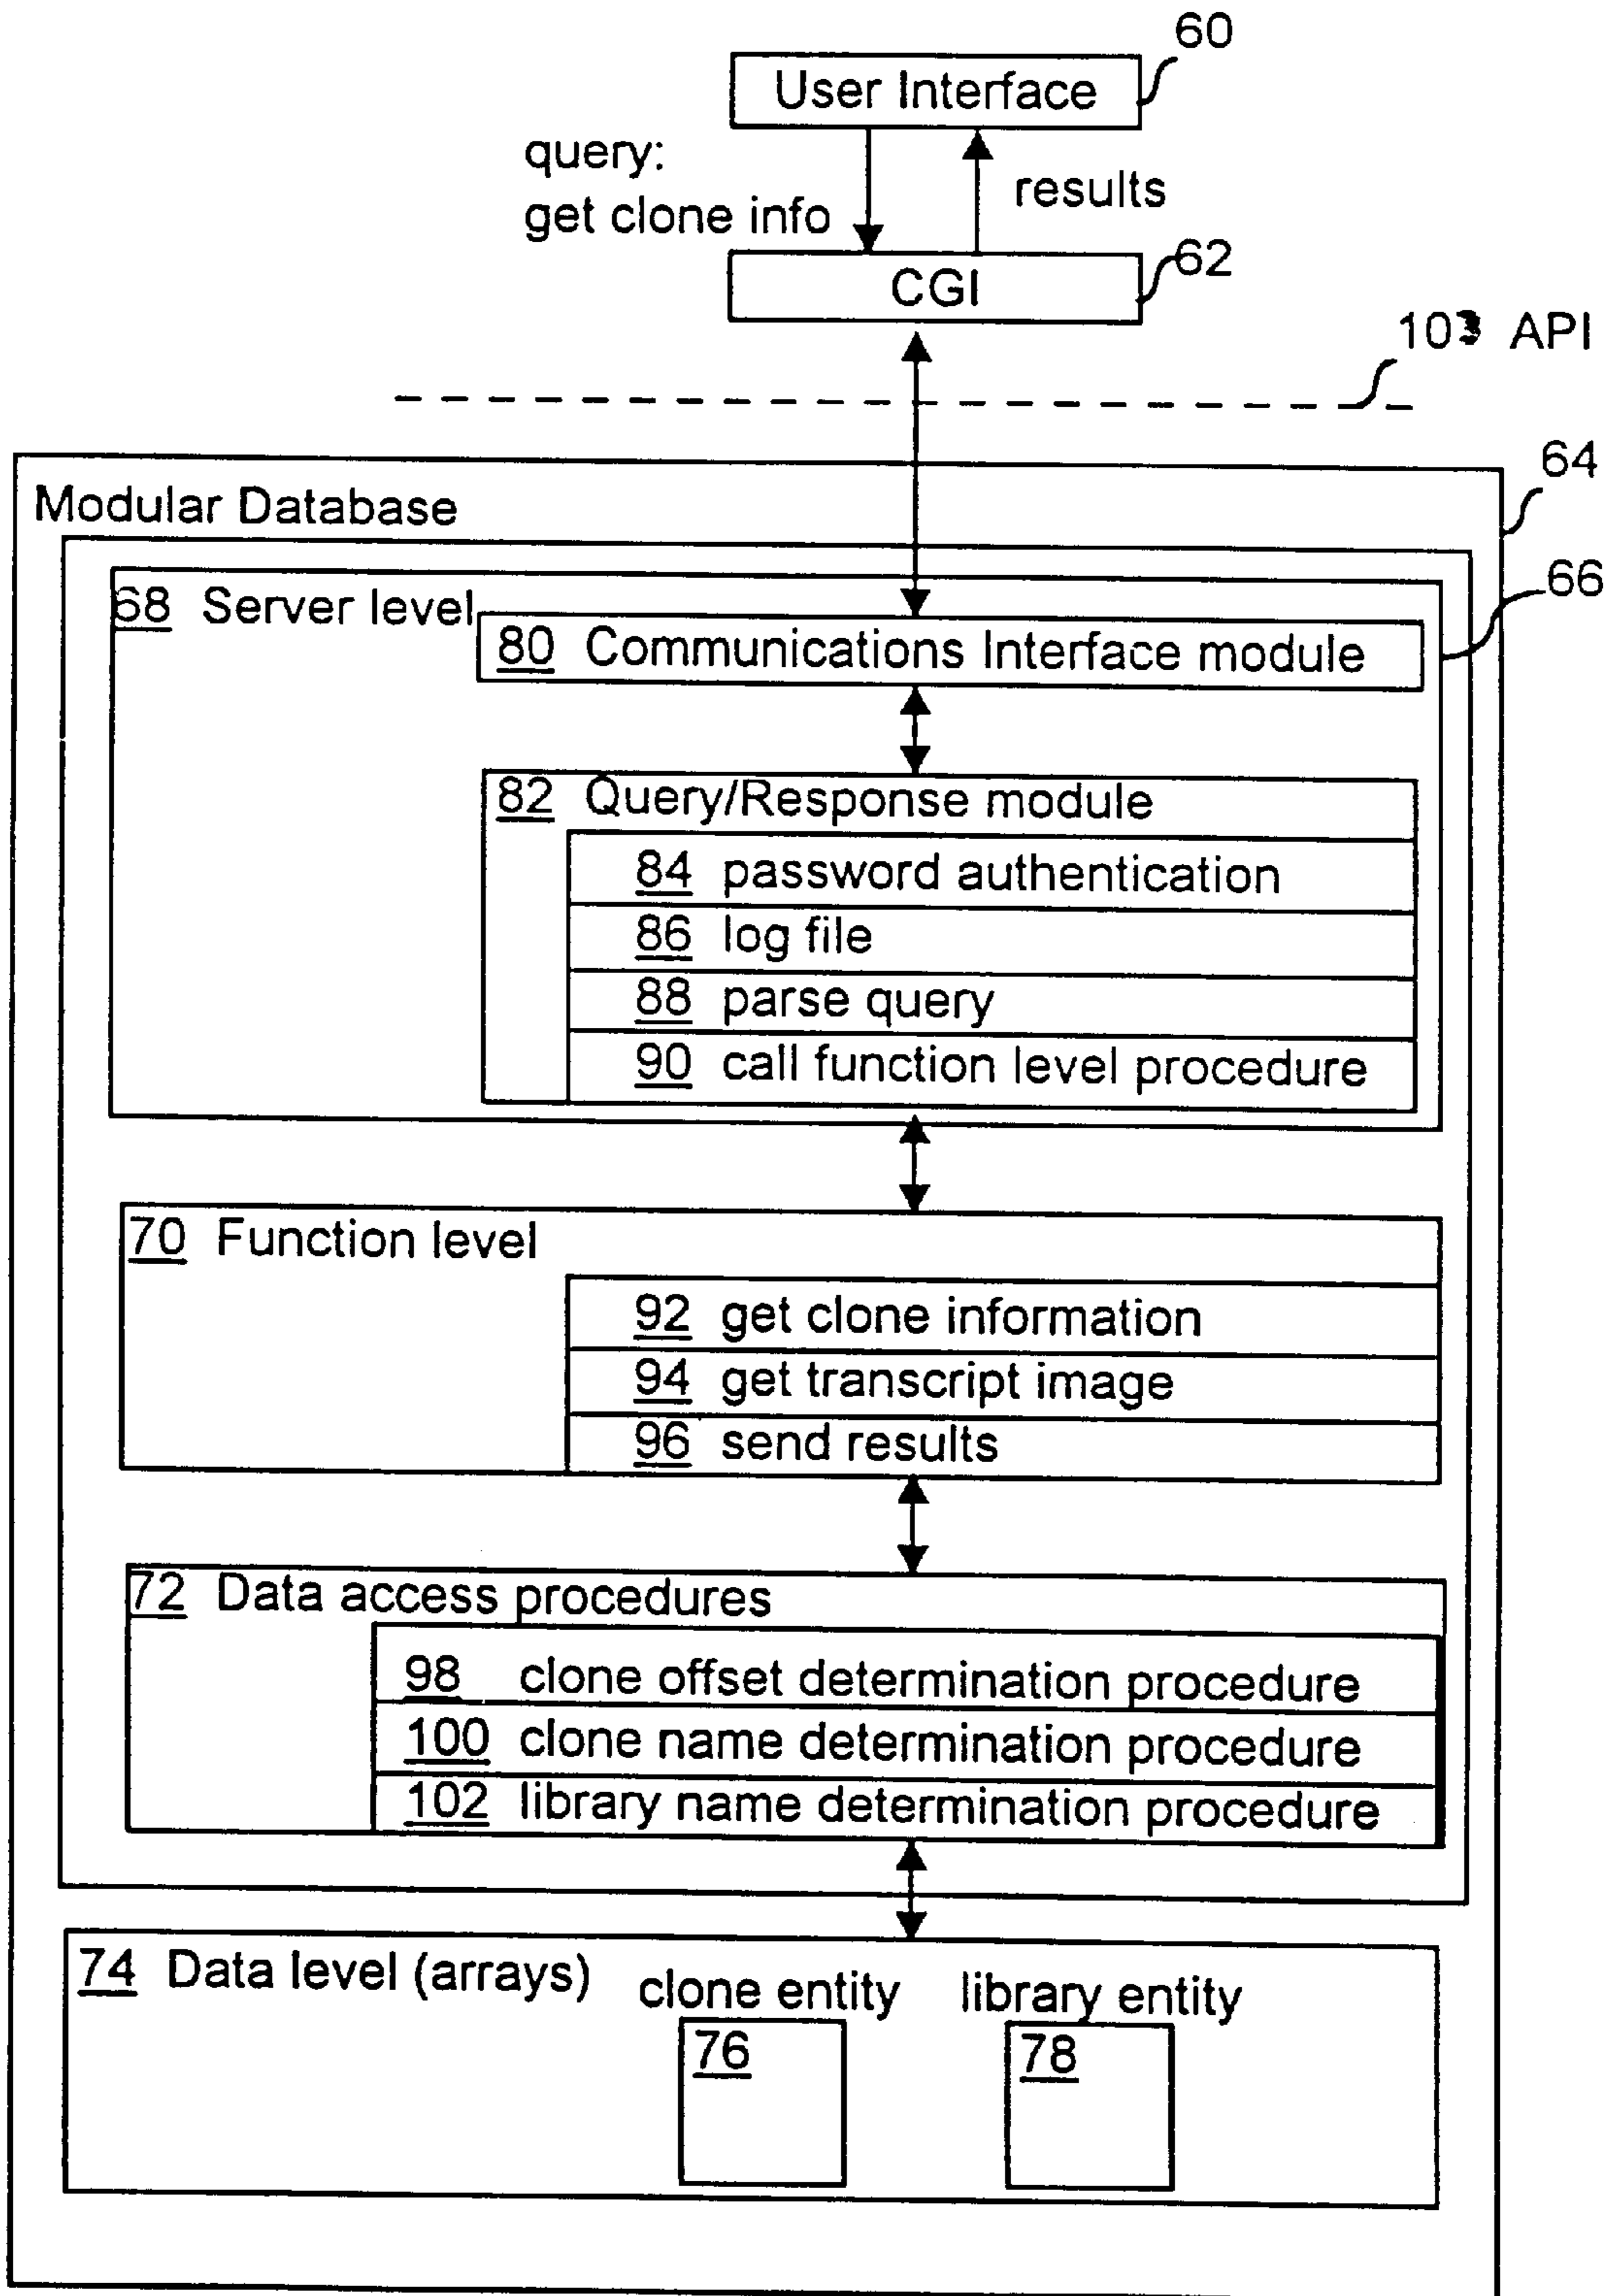 60
User Interface
query:
get clone info
results
62
CGI
103 API
64
Modular Database
66
68 Server level
80 Communications Interface module
82 Query/Response module
84 password authentication
86 log file
88 parse query
90 call function level procedure
70 Function level
92 get clone information
94 get transcript image
96 send results
72 Data access procedures
98 clone offset determination procedure
100 clone name determination procedure
102 library name determination procedure
74 Data level (arrays)
clone entity
library entity
76
78